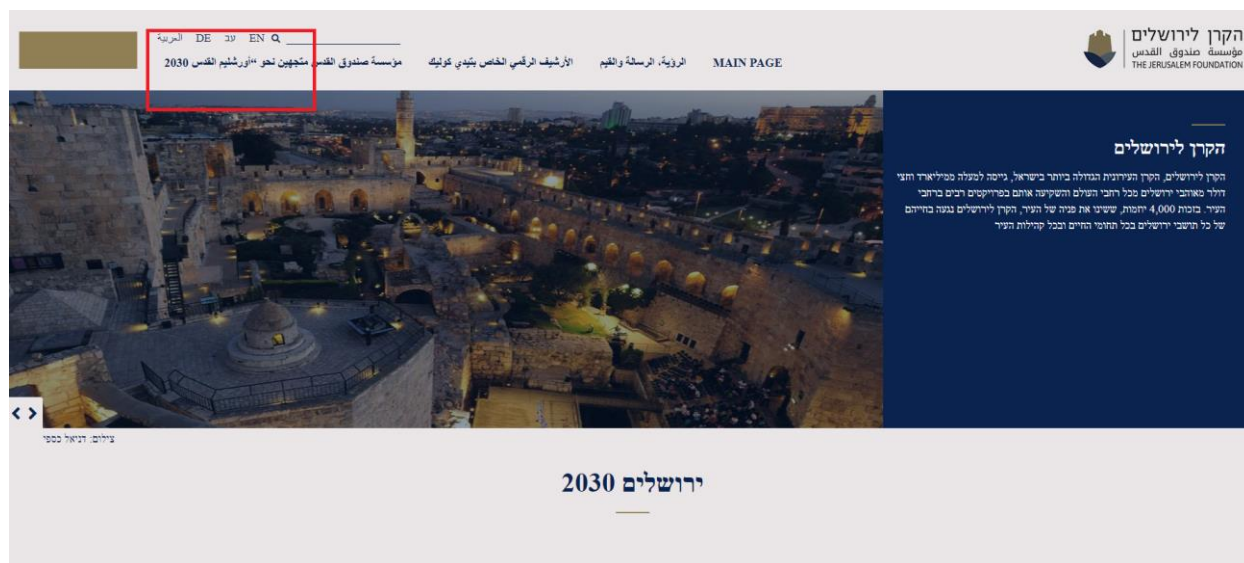 הקרן לירושלים
مؤسسة صندوق القدس
THE JERUSALEM FOUNDATION
EN עב DE العربية
MAIN PAGE الرؤية، الرسالة والقيم الأرشيف الرقمي الخاص بتيدي كوليك مؤسسة صندوق القدس متجهين نحو “أورشليم القدس 2030
הקרן לירושלים
הקרן לירושלים, הקרן העירונית הגדולה ביותר בישראל, גייסה למעלה ממיליארד וחצי
דולר מאוהבי ירושלים מכל רחבי העולם והשקיעה אותם בפרויקטים רבים ברחבי
העיר. בזכות 4,000 יוזמות, ששינו את פניה של העיר, הקרן לירושלים נגעה בחייהם
של כל תושבי ירושלים בכל תחומי החיים ובכל קהילות העיר
צילום: דניאל כספי
ירושלים 2030